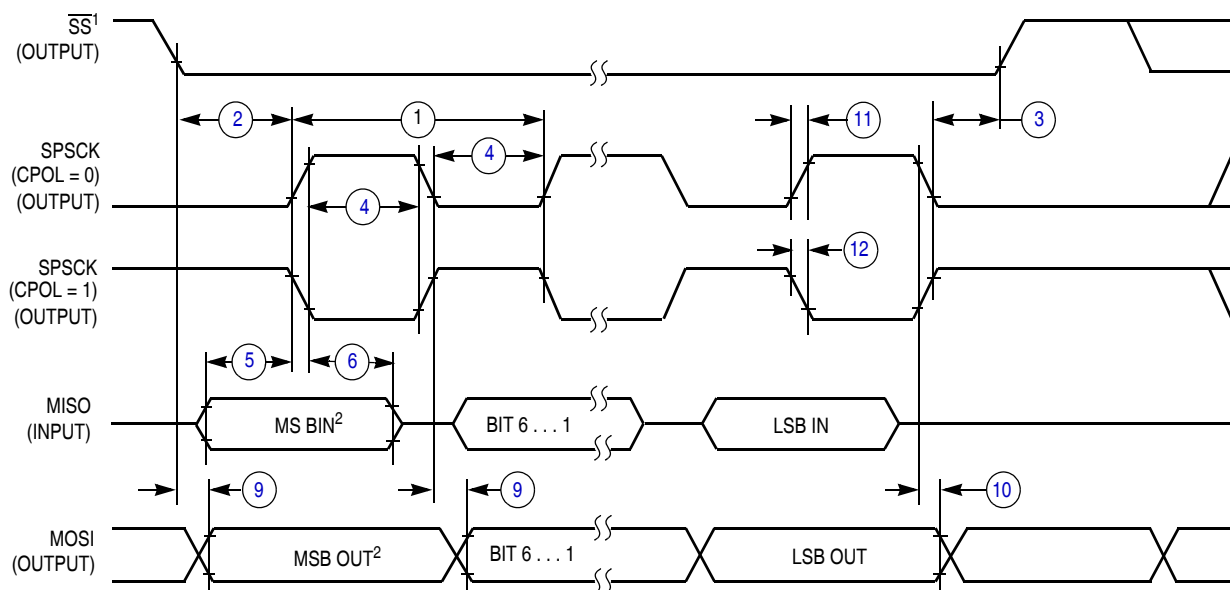 SS¹
(OUTPUT)
2
1
11
3
SPSCK
(CPOL = 0)
(OUTPUT)
4
4
12
SPSCK
(CPOL = 1)
(OUTPUT)
5
6
MISO
(INPUT)
MS BIN²
BIT 6 . . . 1
LSB IN
9
9
10
MOSI
(OUTPUT)
MSB OUT²
BIT 6 . . . 1
LSB OUT